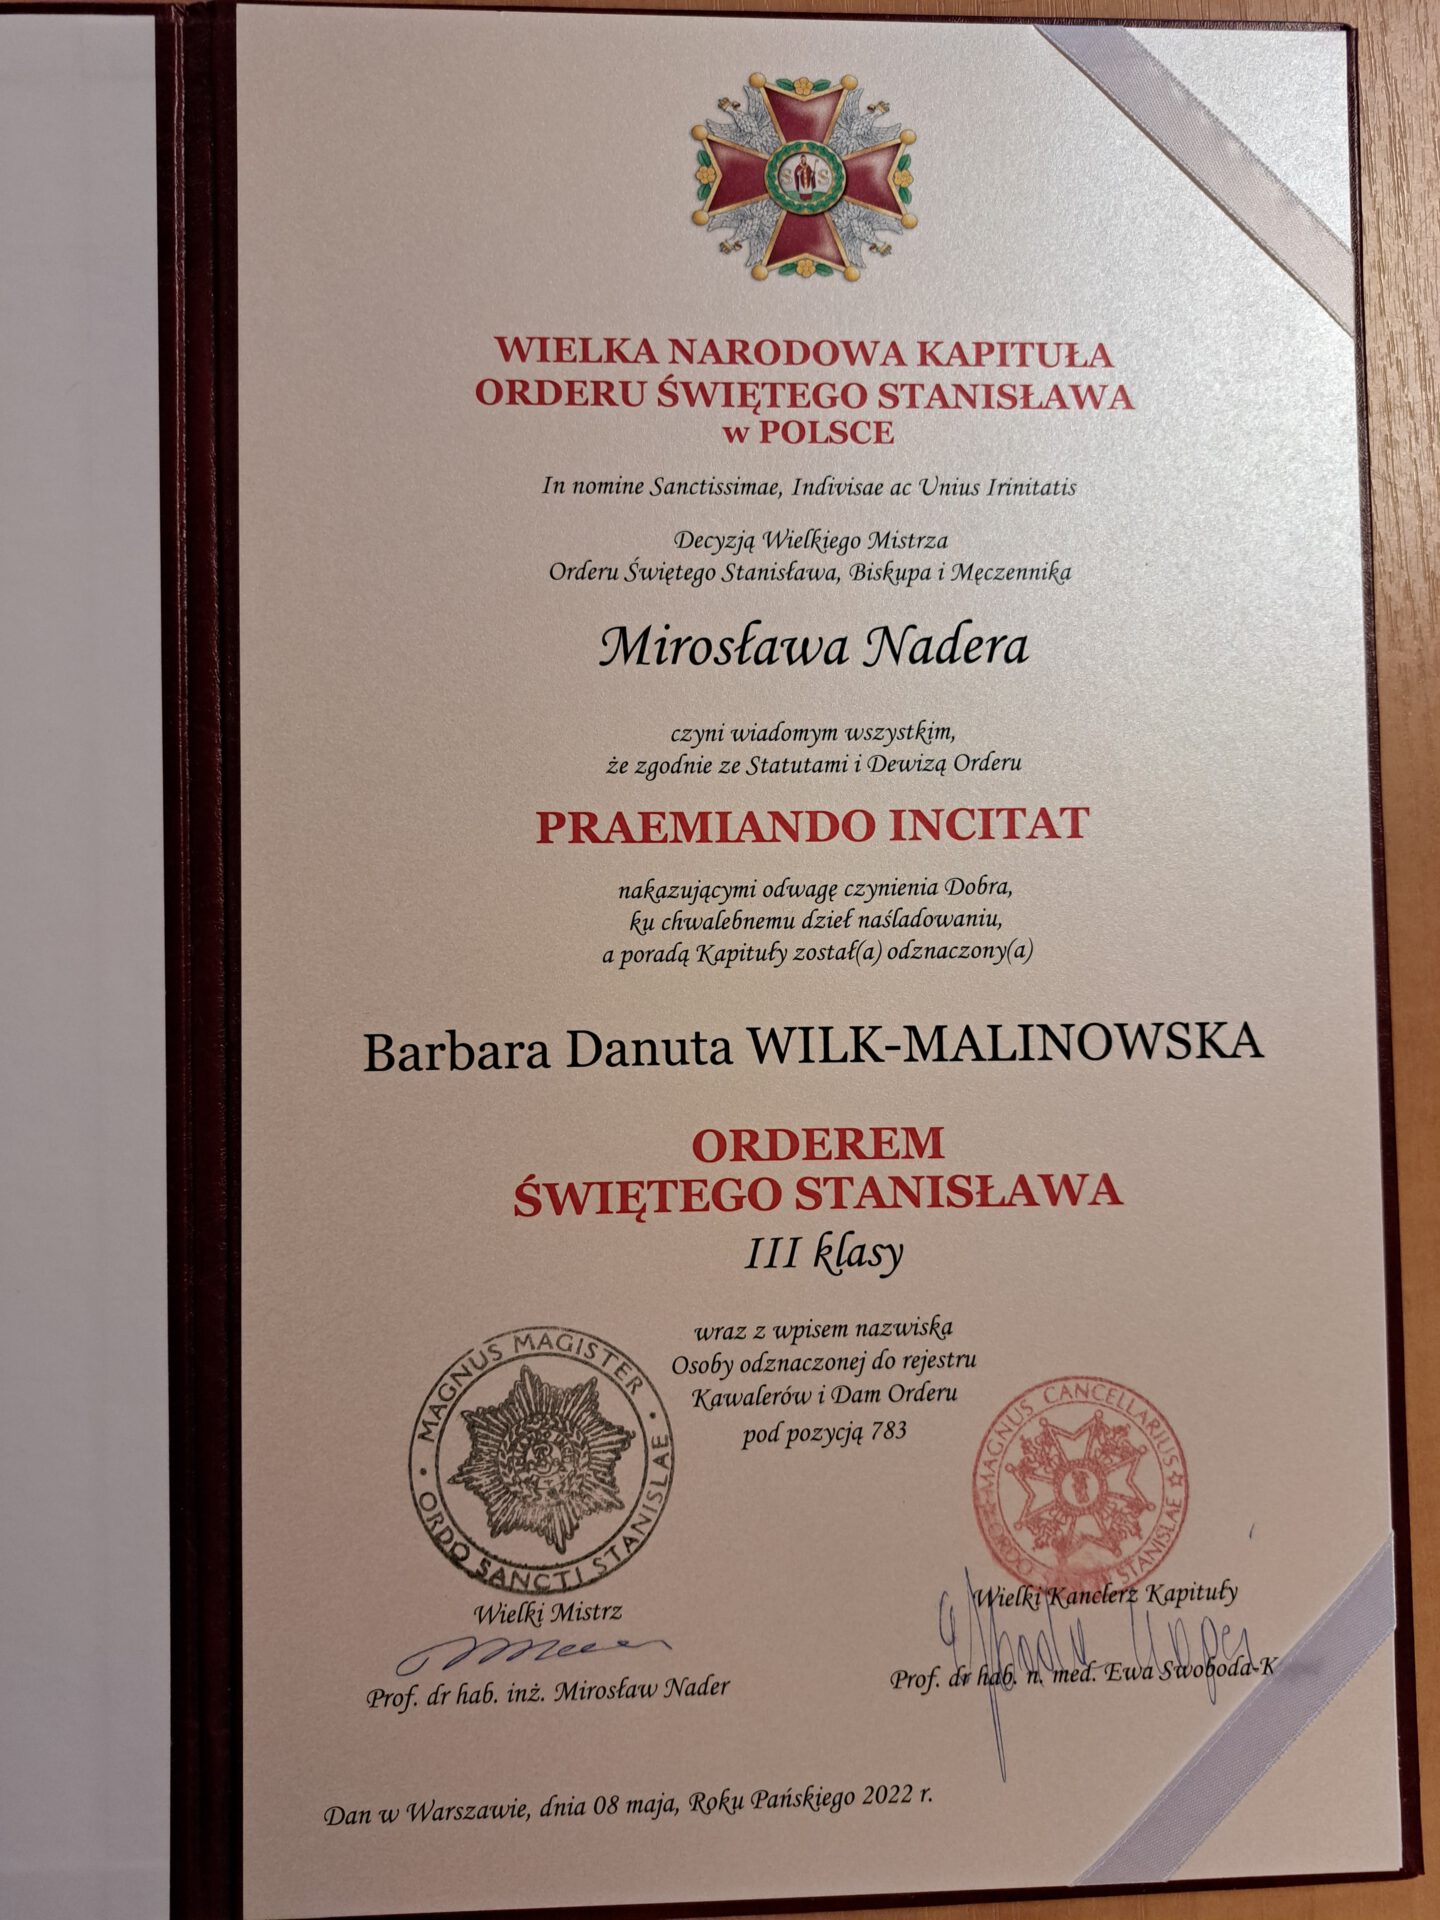 S S
WIELKA NARODOWA KAPITUŁA
ORDERU ŚWIĘTEGO STANISŁAWA
w POLSCE
In nomine Sanctissimae, Indivisae ac Unius Irinitatis
Decyzją Wielkiego Mistrza
Orderu Świętego Stanisława, Biskupa i Męczennika
Mirosława Nadera
czyni wiadomym wszystkim,
że zgodnie ze Statutami i Dewizą Orderu
PRAEMIANDO INCITAT
nakazującymi odwagę czynienia Dobra,
ku chwalebnemu dzieł naśladowaniu,
a poradą Kapituły został(a) odznaczony(a)
Barbara Danuta WILK-MALINOWSKA
ORDEREM
ŚWIĘTEGO STANISŁAWA
III klasy
wraz z wpisem nazwiska
Osoby odznaczonej do rejestru
Kawalerów i Dam Orderu
pod pozycją 783
MAGNUS MAGISTER
ORDO SANCTI STANISLAE
MAGNUS CANCELLARIUS
ORDO STANISLAE
Wielki Mistrz
Prof. dr hab. inż. Mirosław Nader
Wielki Kanclerz Kapituły
Prof. dr hab. n. med. Ewa Swoboda-K
Dan w Warszawie, dnia 08 maja, Roku Pańskiego 2022 r.